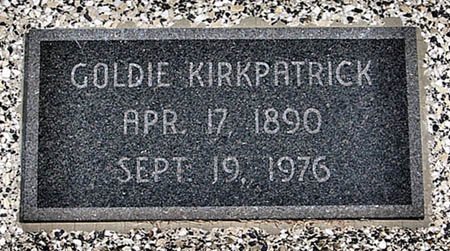 GOLDIE KIRKPATRICK
APR. 17, 1890
SEPT. 19, 1976